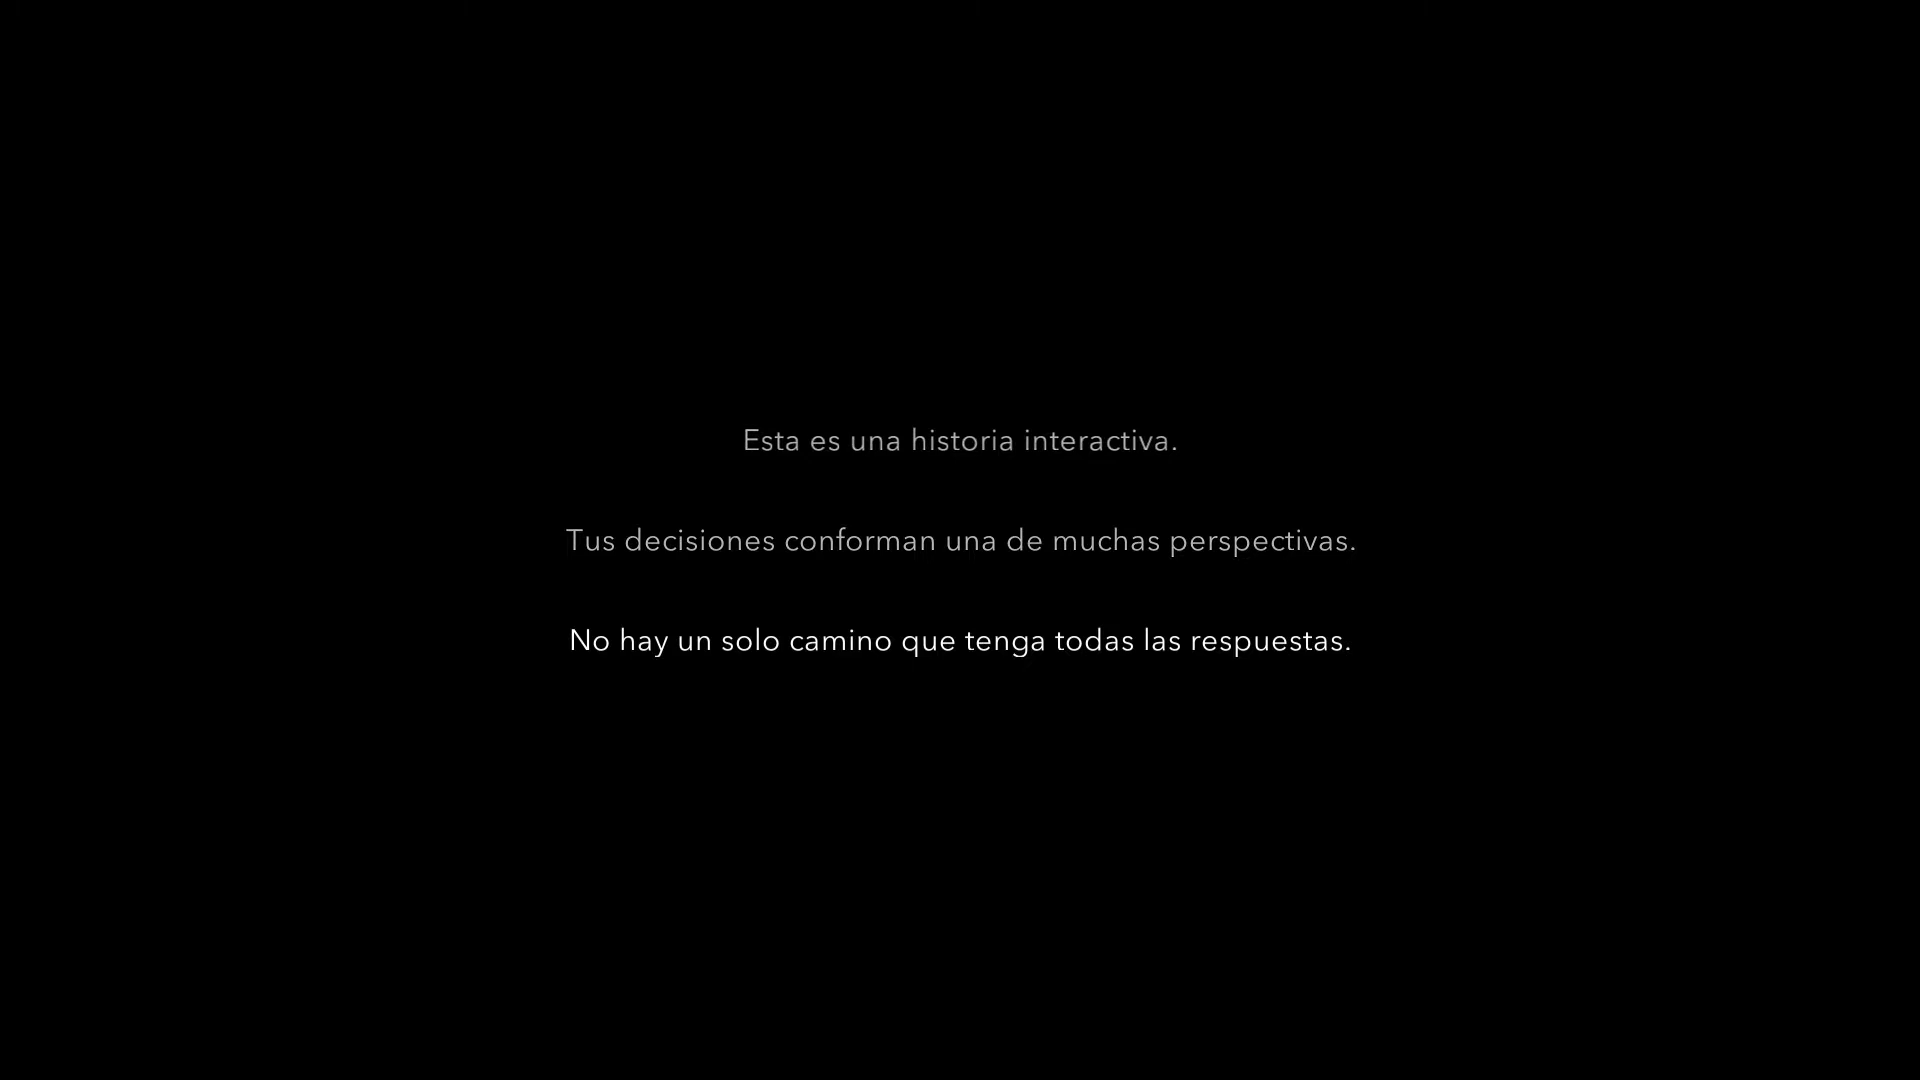 Esta es una historia interactiva.
Tus decisiones conforman una de muchas perspectivas.
No hay un solo camino que tenga todas las respuestas.